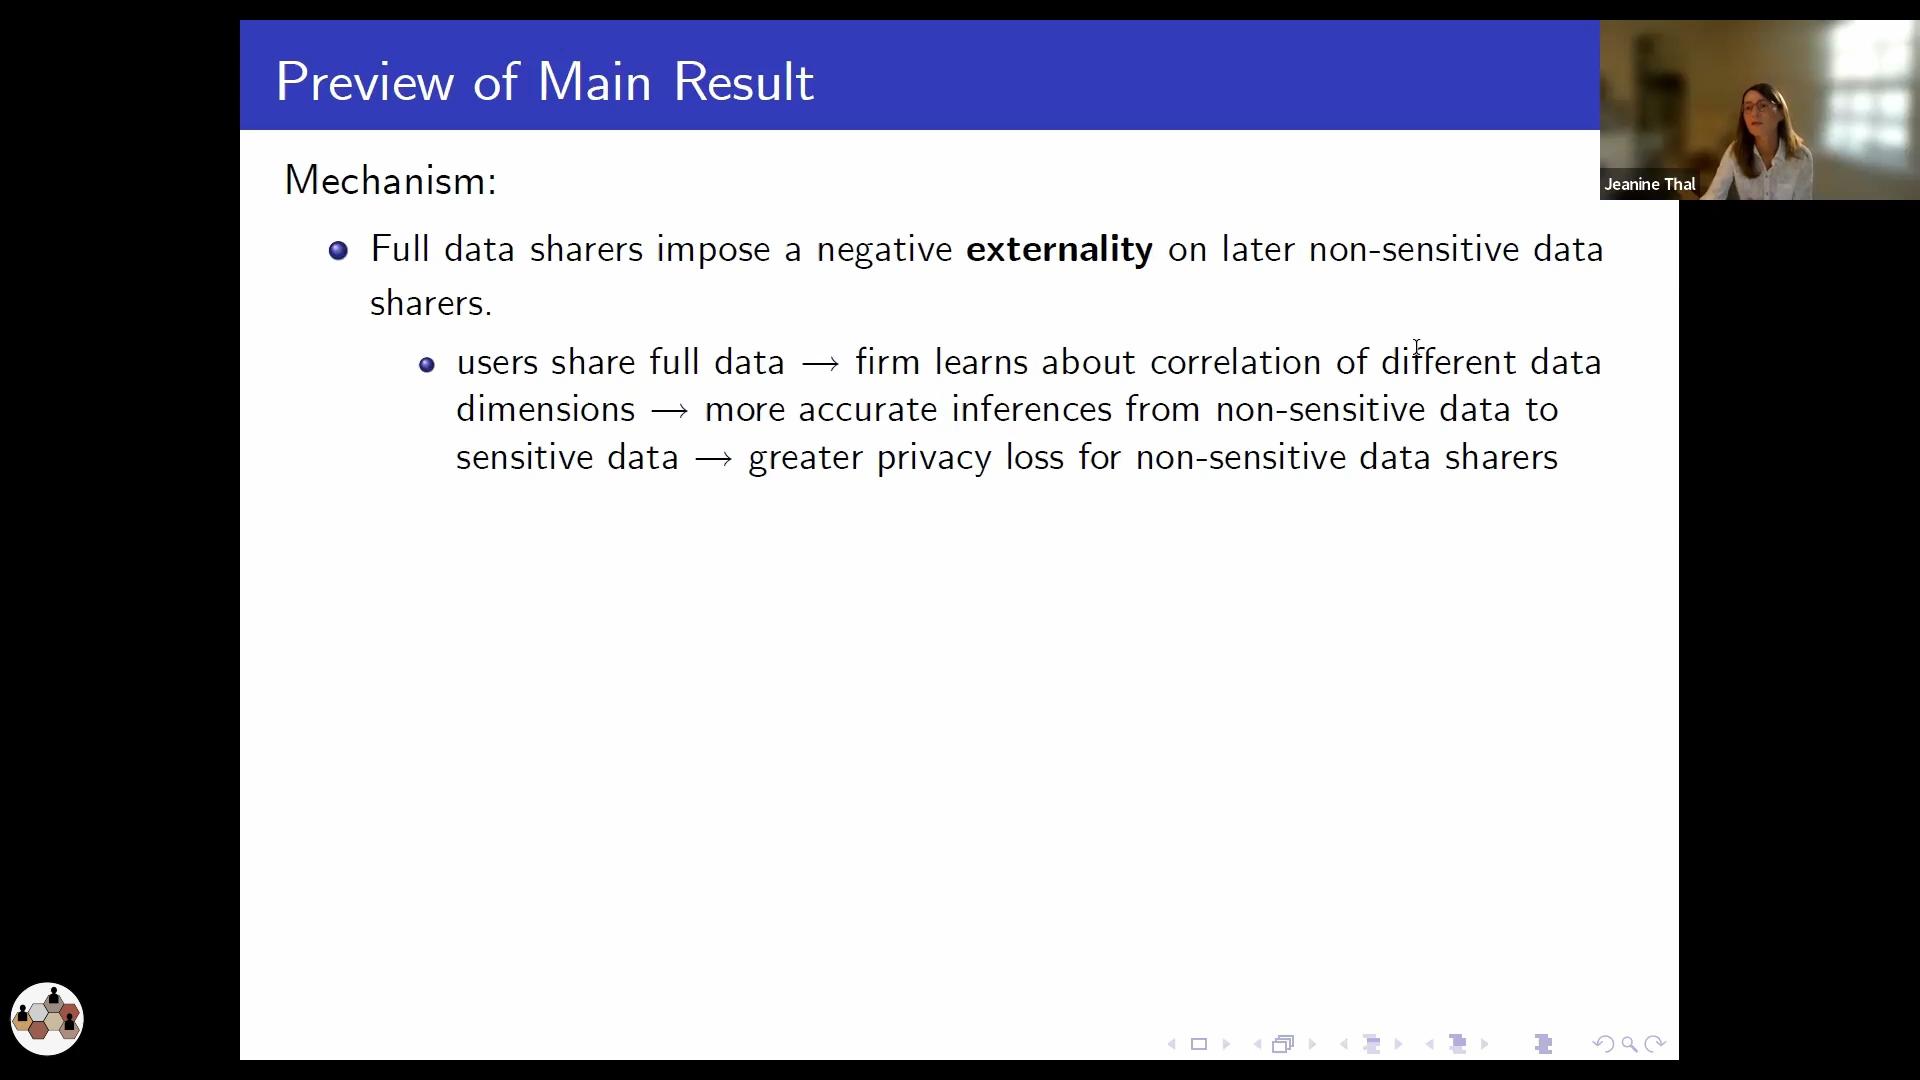 Preview of Main Result
Jeanine Thal
Mechanism:
Full data sharers impose a negative externality on later non-sensitive data
sharers.
users share full data → firm learns about correlation of different data
dimensions → more accurate inferences from non-sensitive data to
sensitive data → greater privacy loss for non-sensitive data sharers